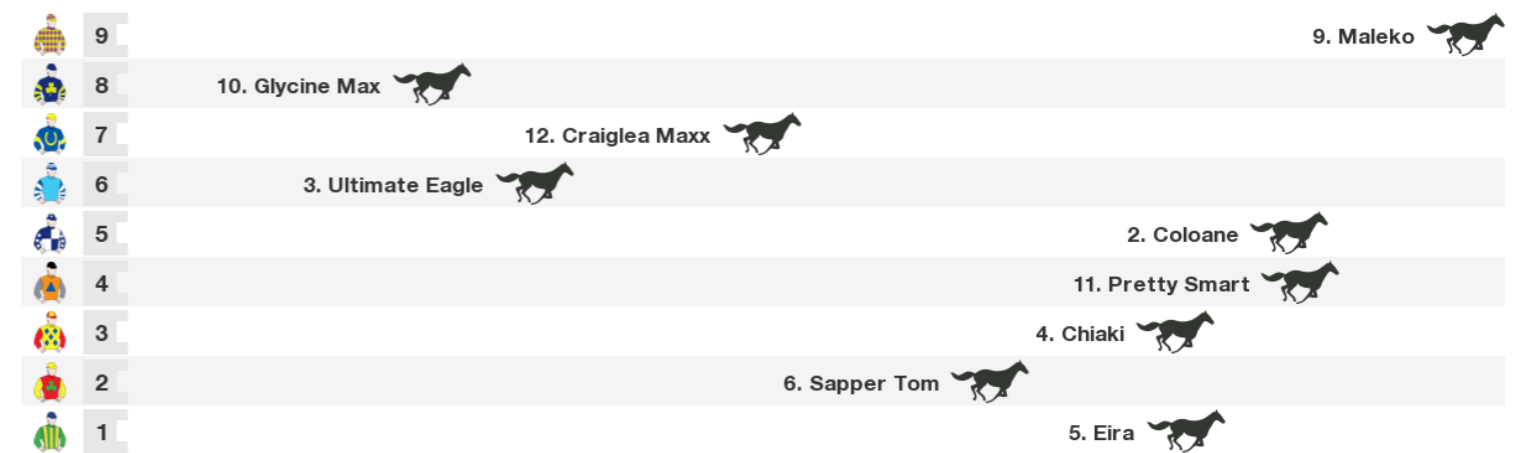 9 9. Maleko
8 10. Glycine Max
7 12. Craiglea Maxx
6 3. Ultimate Eagle
5 2. Coloane
4 11. Pretty Smart
3 4. Chiaki
2 6. Sapper Tom
1 5. Eira